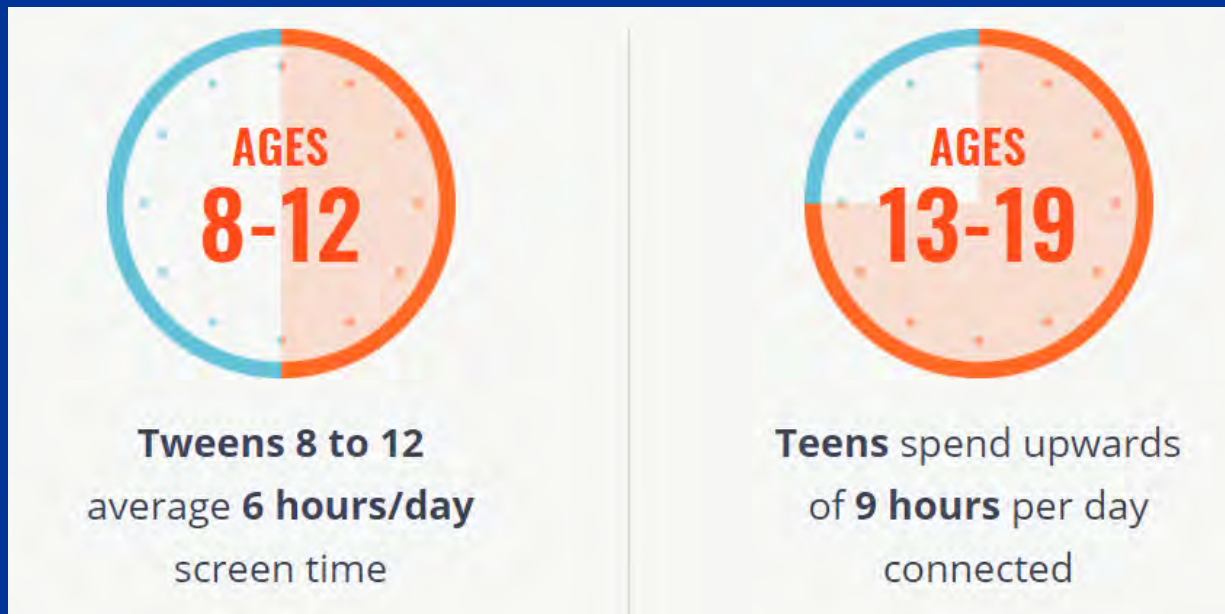 AGES
8-12
Tweens 8 to 12
average 6 hours/day
screen time
AGES
13-19
Teens spend upwards
of 9 hours per day
connected